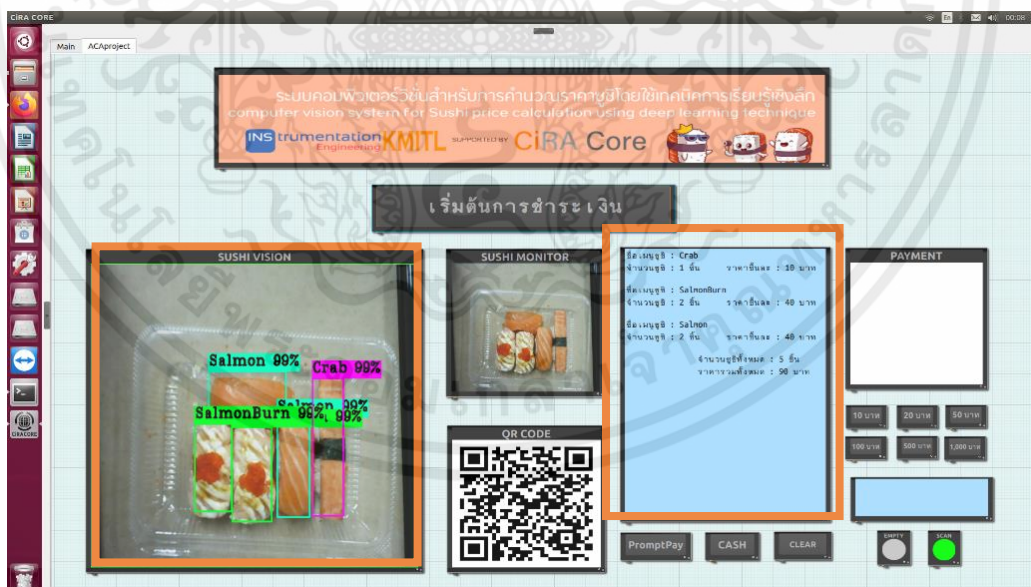 CiRA CORE
En
00:08
Main
ACAproject
ระบบคอมพิวเตอร์วิชั่นสำหรับการคำนวณราคาซูชิโดยใช้เทคนิคการเรียนรู้เชิงลึก
computer vision system for Sushi price calculation using deep learning technique
INStrumentation Engineering KMITL SUPPORTED BY CiRA Core
เริ่มต้นการชำระเงิน
SUSHI VISION
Salmon 99%
Crab 99%
99%
SalmonBurn 99% 99%
SUSHI MONITOR
QR CODE
ชื่อเมนูซูชิ : Crab
จำนวนซูชิ : 1 ชิ้น ราคาชิ้นละ : 10 บาท
ชื่อเมนูซูชิ : SalmonBurn
จำนวนซูชิ : 2 ชิ้น ราคาชิ้นละ : 40 บาท
ชื่อเมนูซูชิ : Salmon
จำนวนซูชิ : 2 ชิ้น ราคาชิ้นละ : 40 บาท
จำนวนซูชิทั้งหมด : 5 ชิ้น
ราคารวมทั้งหมด : 90 บาท
PAYMENT
10 บาท
20 บาท
50 บาท
100 บาท
500 บาท
1,000 บาท
PromptPay
CASH
CLEAR
EMPTY
SCAN
CIRACORE